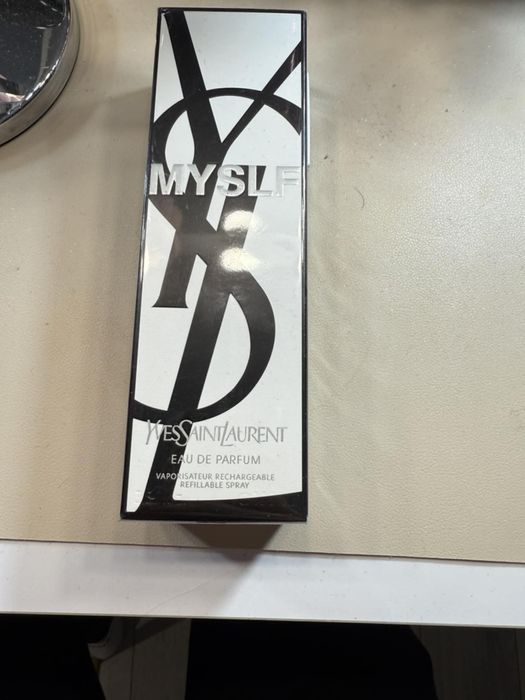 MYSLF
YVESSAINTLAURENT
EAU DE PARFUM
VAPORISATEUR RECHARGEABLE
REFILLABLE SPRAY